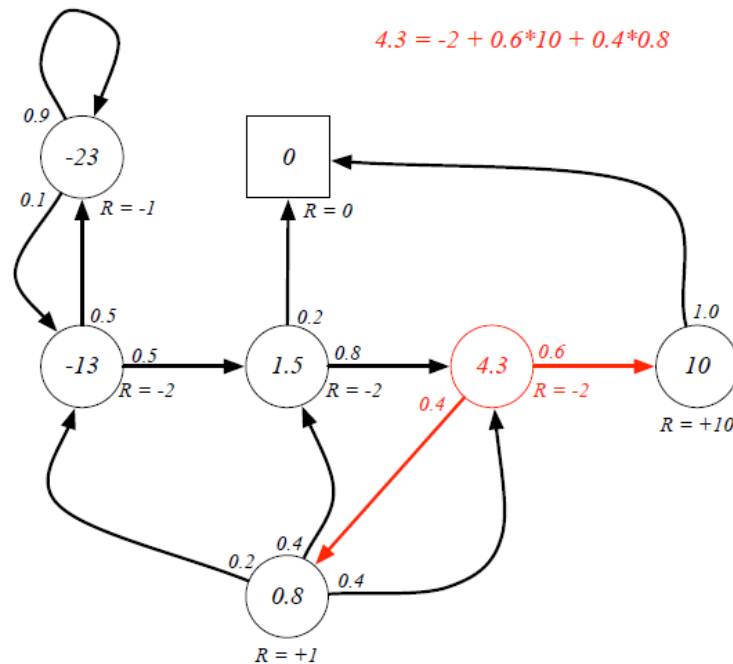 4.3 = -2 + 0.6*10 + 0.4*0.8
0.9
-23
0
0.1
R = -1
R = 0
1.0
0.5
0.2
-13
0.5
1.5
0.8
4.3
0.6
10
R = -2
R = -2
0.4
R = -2
R = +10
0.4
0.2
0.4
0.8
R = +1